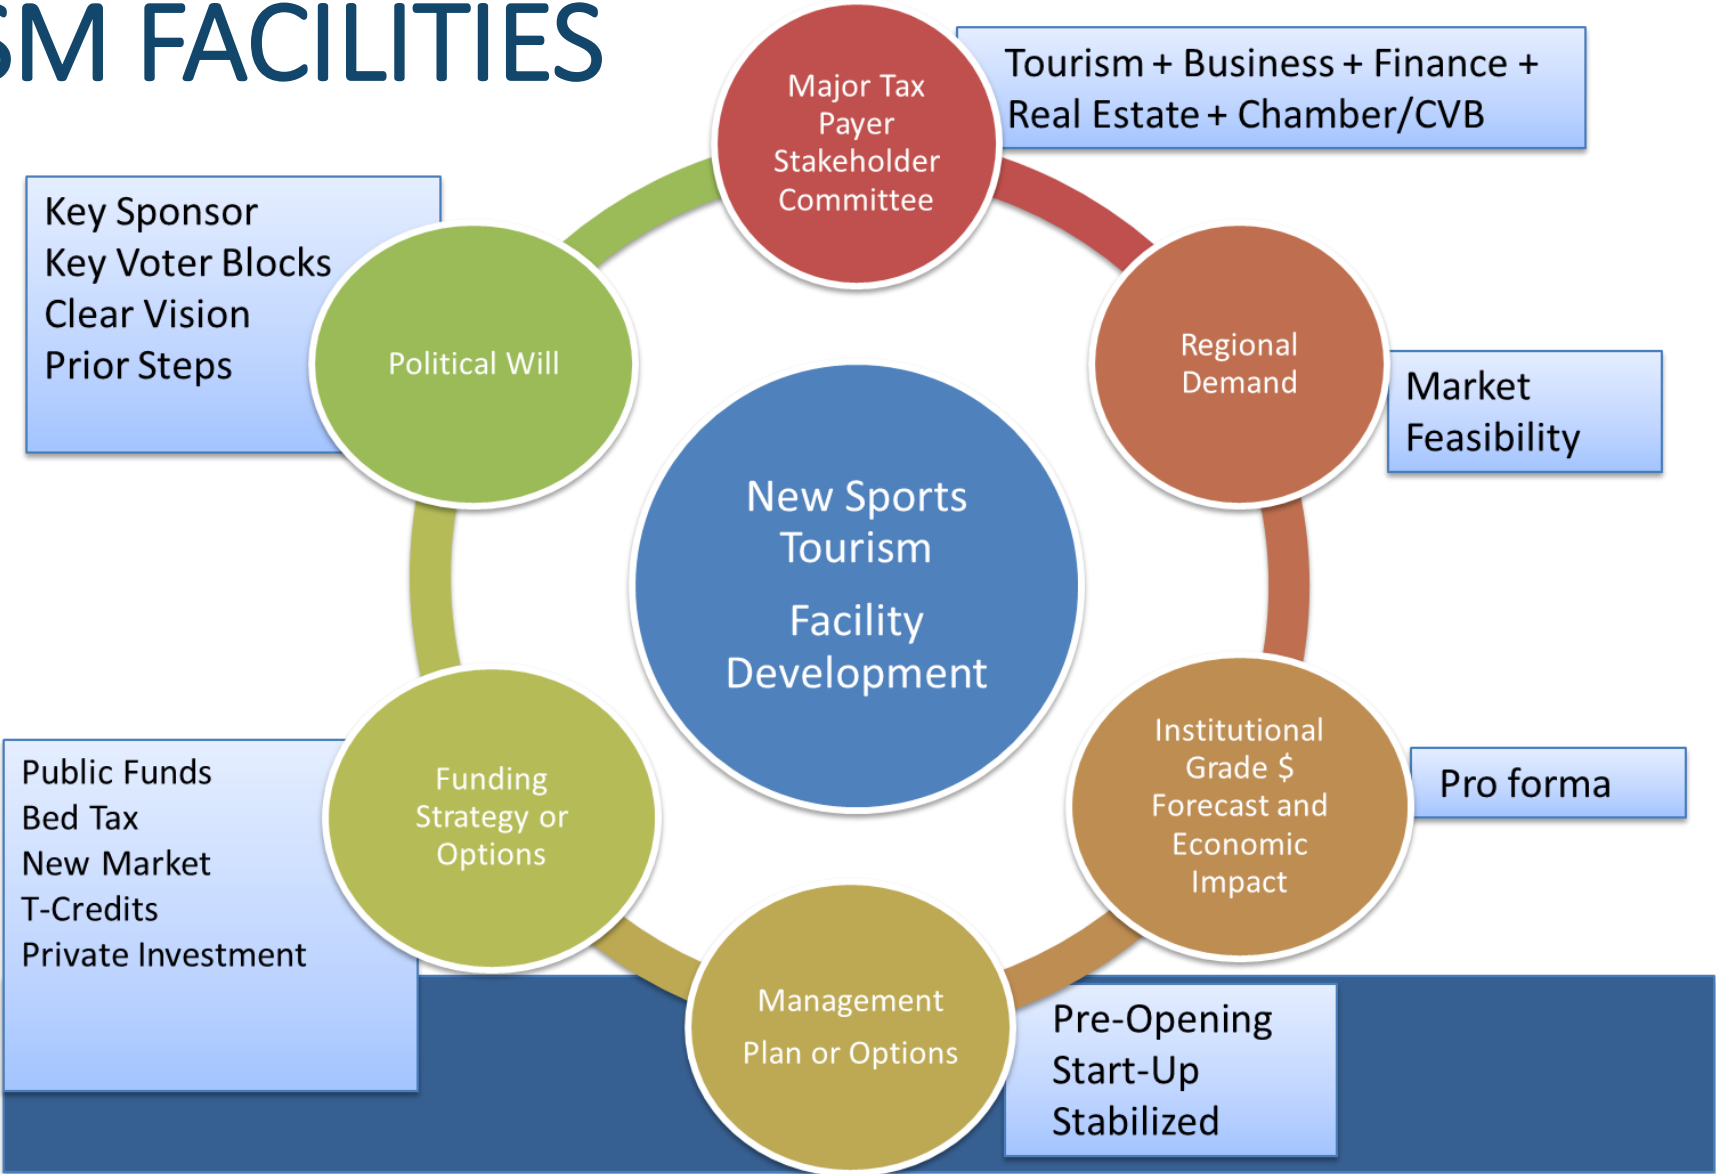 SM FACILITIES
Major Tax
Payer
Stakeholder
Committee
Tourism + Business + Finance +
Real Estate + Chamber/CVB
Regional
Demand
Market
Feasibility
Institutional
Grade $
Forecast and
Economic
Impact
Pro forma
Management
Plan or Options
Pre-Opening
Start-Up
Stabilized
Funding
Strategy or
Options
Public Funds
Bed Tax
New Market
T-Credits
Private Investment
Political Will
Key Sponsor
Key Voter Blocks
Clear Vision
Prior Steps
New Sports
Tourism
Facility
Development